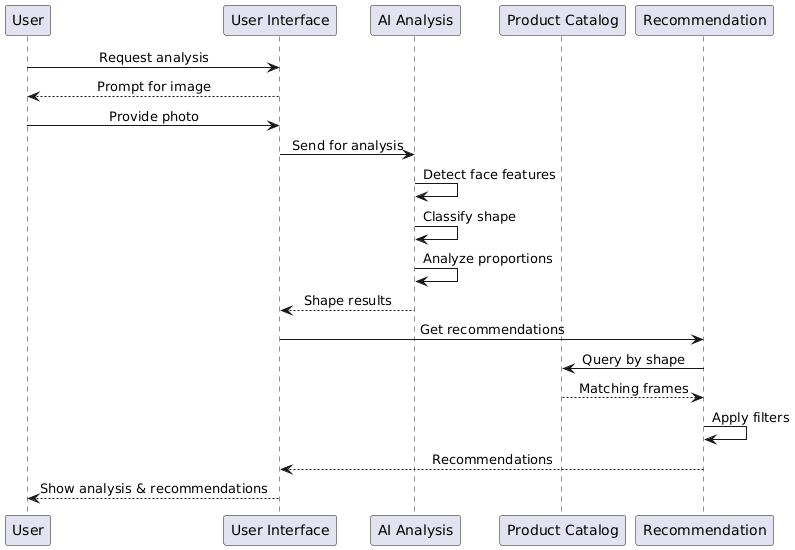 User
User Interface
AI Analysis
Product Catalog
Recommendation
Request analysis
Prompt for image
Provide photo
Send for analysis
Detect face features
Classify shape
Analyze proportions
Shape results
Get recommendations
Query by shape
Matching frames
Apply filters
Recommendations
Show analysis & recommendations
User
User Interface
AI Analysis
Product Catalog
Recommendation